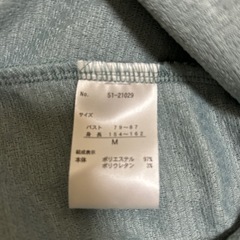 No. S1-21029
サイズ
バスト 79~87
身長 154~162
M
組成表示
本体 ポリエステル 97%
ポリウレタン 3%